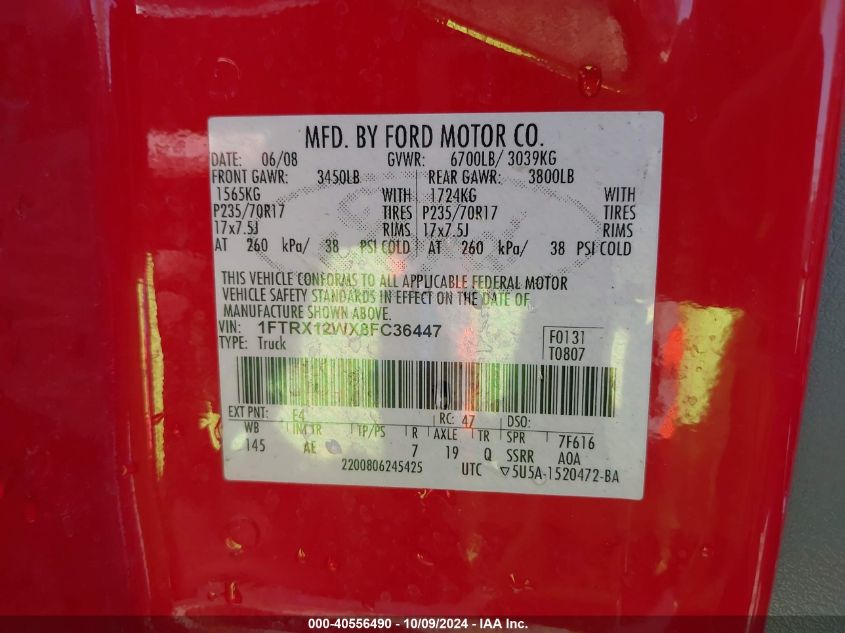 MFD. BY FORD MOTOR CO.
DATE: 06/08 GVWR: 6700LB/ 3039KG
FRONT GAWR: 3450LB REAR GAWR: 3800LB
1565KG WITH 1724KG WITH
P235/70R17 TIRES P235/70R17 TIRES
17x7.5J RIMS 17x7.5J RIMS
AT 260 kPa/ 38 PSI COLD AT 260 kPa/ 38 PSI COLD
THIS VEHICLE CONFORMS TO ALL APPLICABLE FEDERAL MOTOR
VEHICLE SAFETY STANDARDS IN EFFECT ON THE DATE OF
MANUFACTURE SHOWN ABOVE.
VIN: 1FTRX12WX8FC36447 F0131
TYPE: Truck T0807
EXT PNT: E4 RC: 47 DSO:
WB INT TR TP/PS R AXLE TR SPR 7F616
145 AE 7 19 Q SSRR AOA
2200806245425 UTC ▽5U5A-1520472-BA
000-40556490 - 10/09/2024 - IAA Inc.